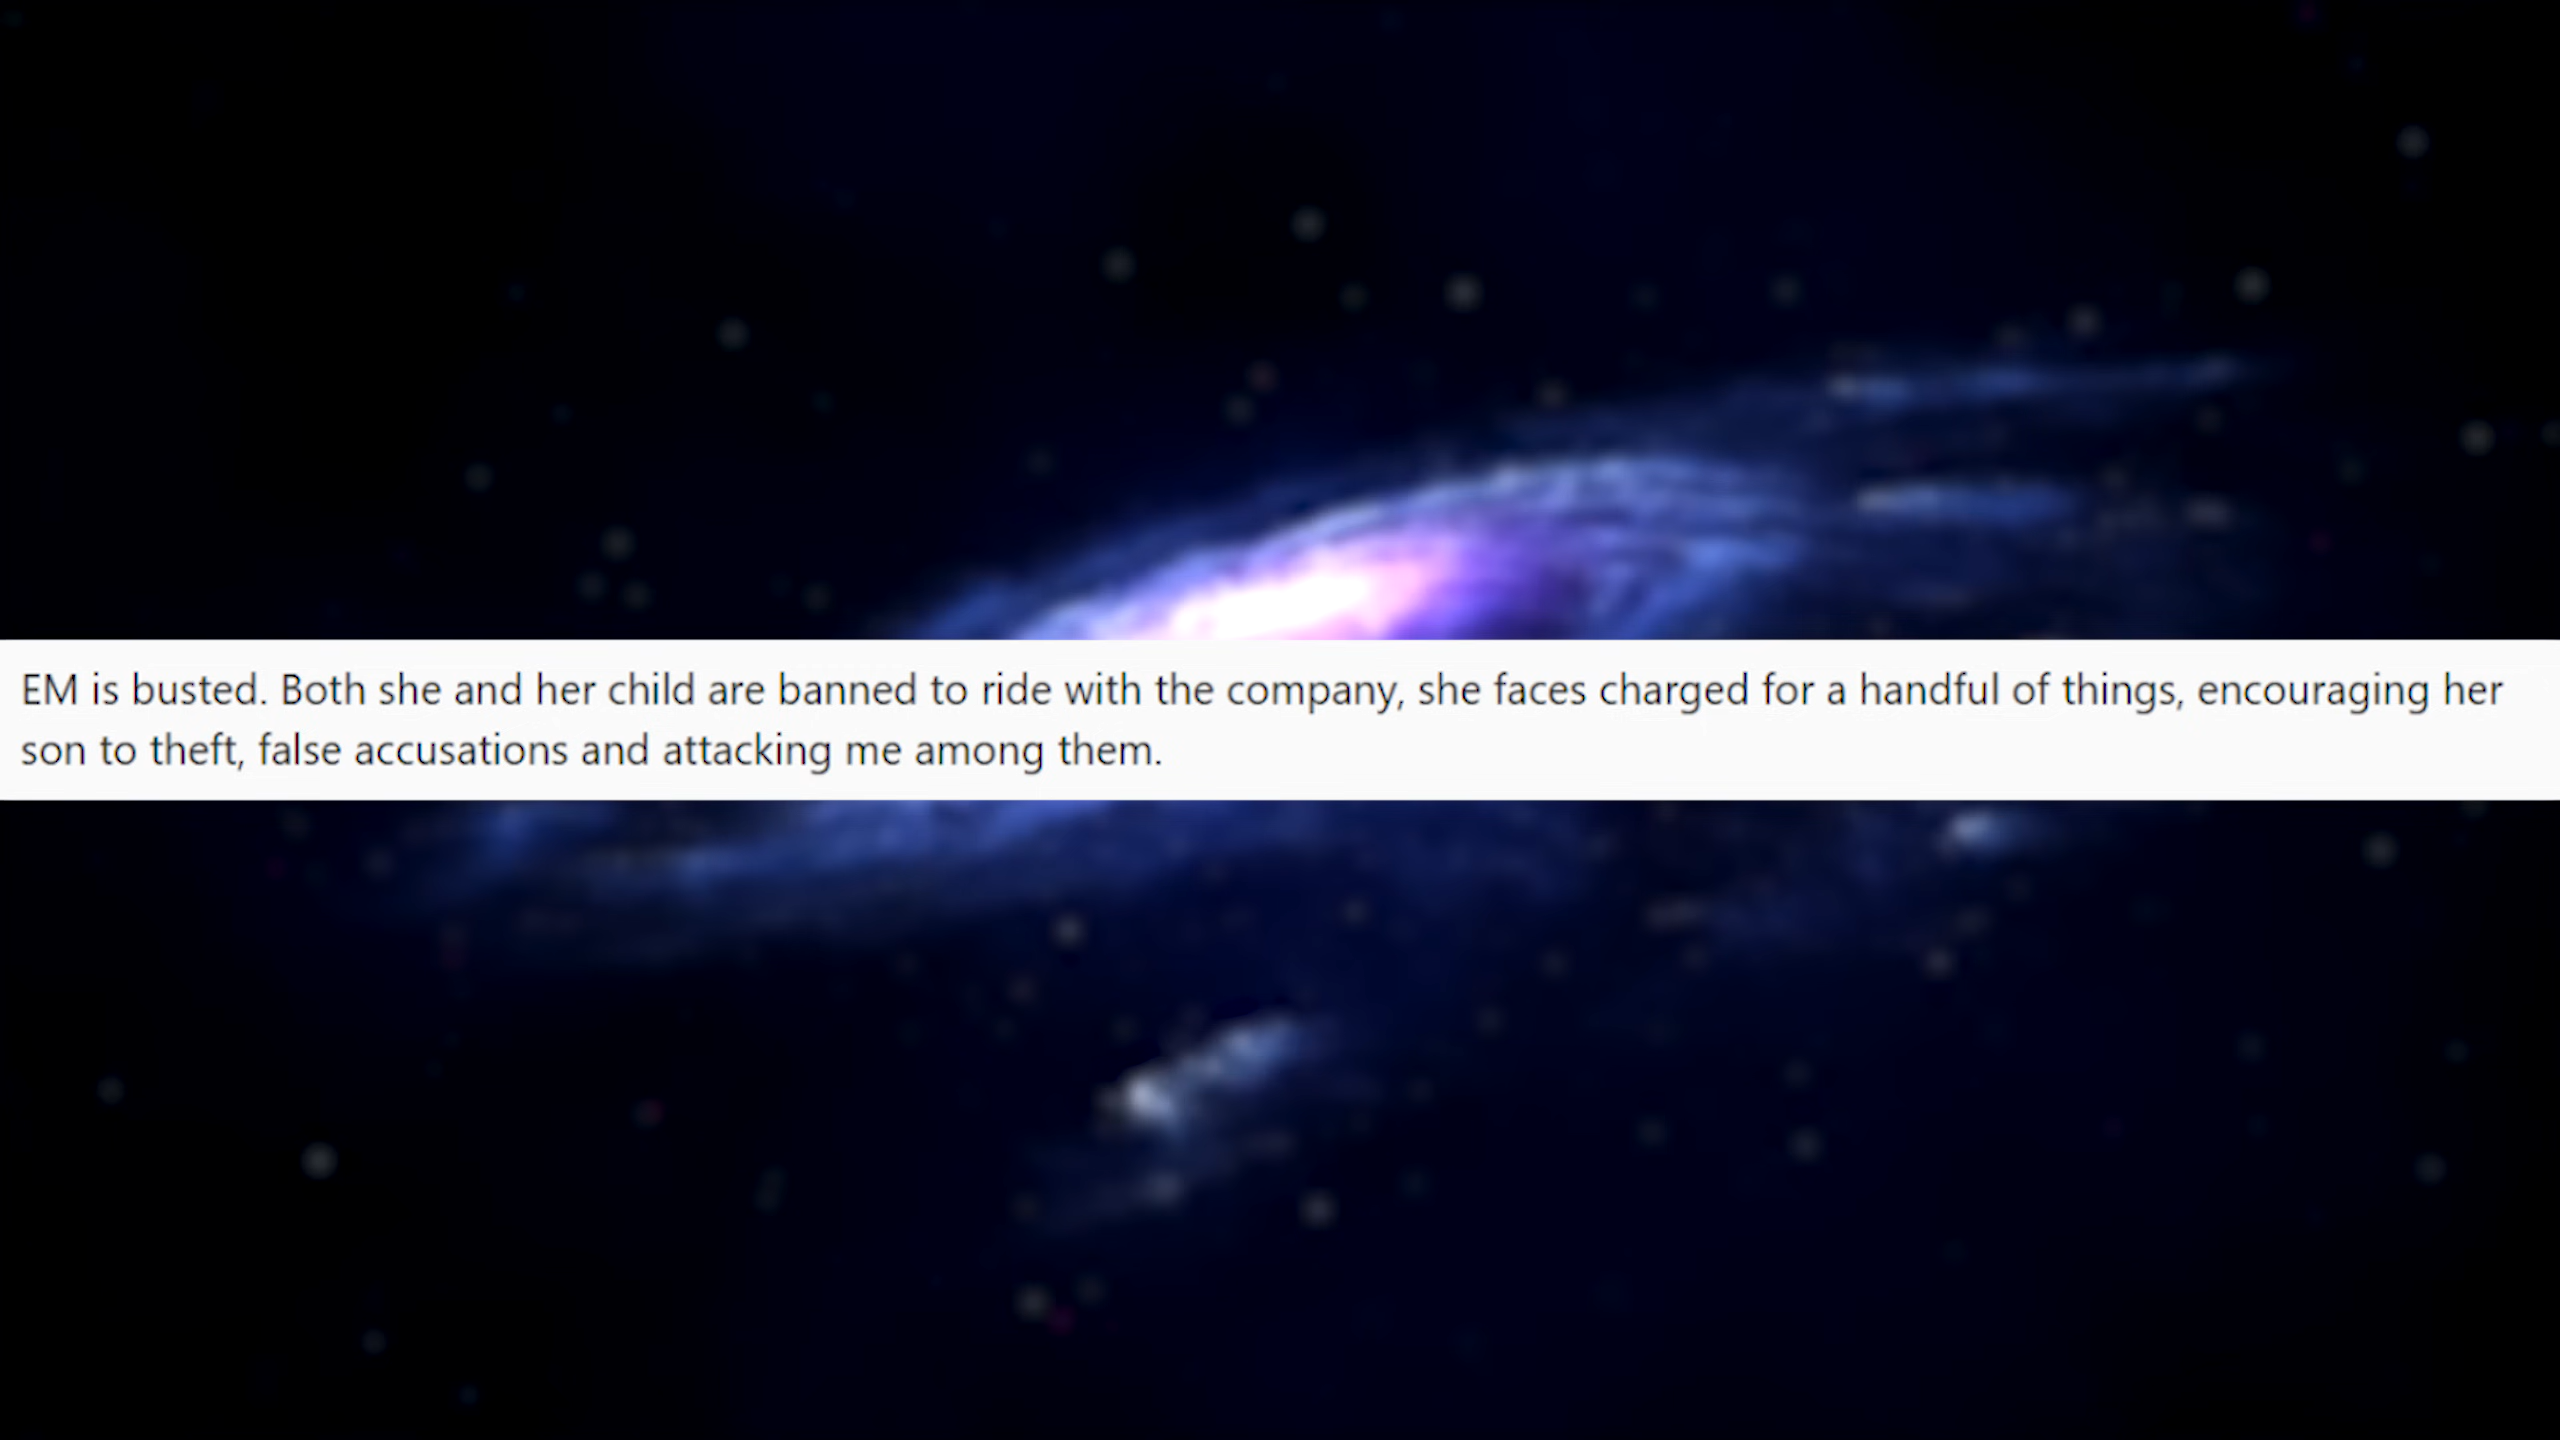 EM is busted. Both she and her child are banned to ride with the company, she faces charged for a handful of things, encouraging her
son to theft, false accusations and attacking me among them.